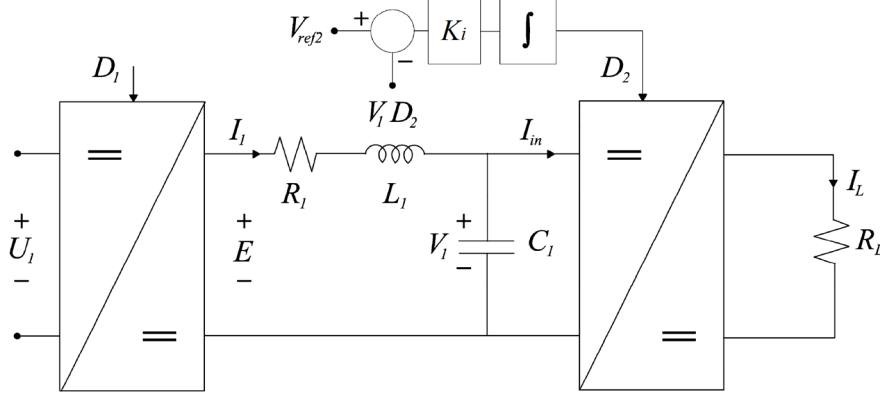 V_ref2 + − K_i ∫
D_1 D_2
V_1 D_2
I_1 I_in
I_L
R_1 L_1
+ + +
U_1 E V_1 C_1 R_L
− − −